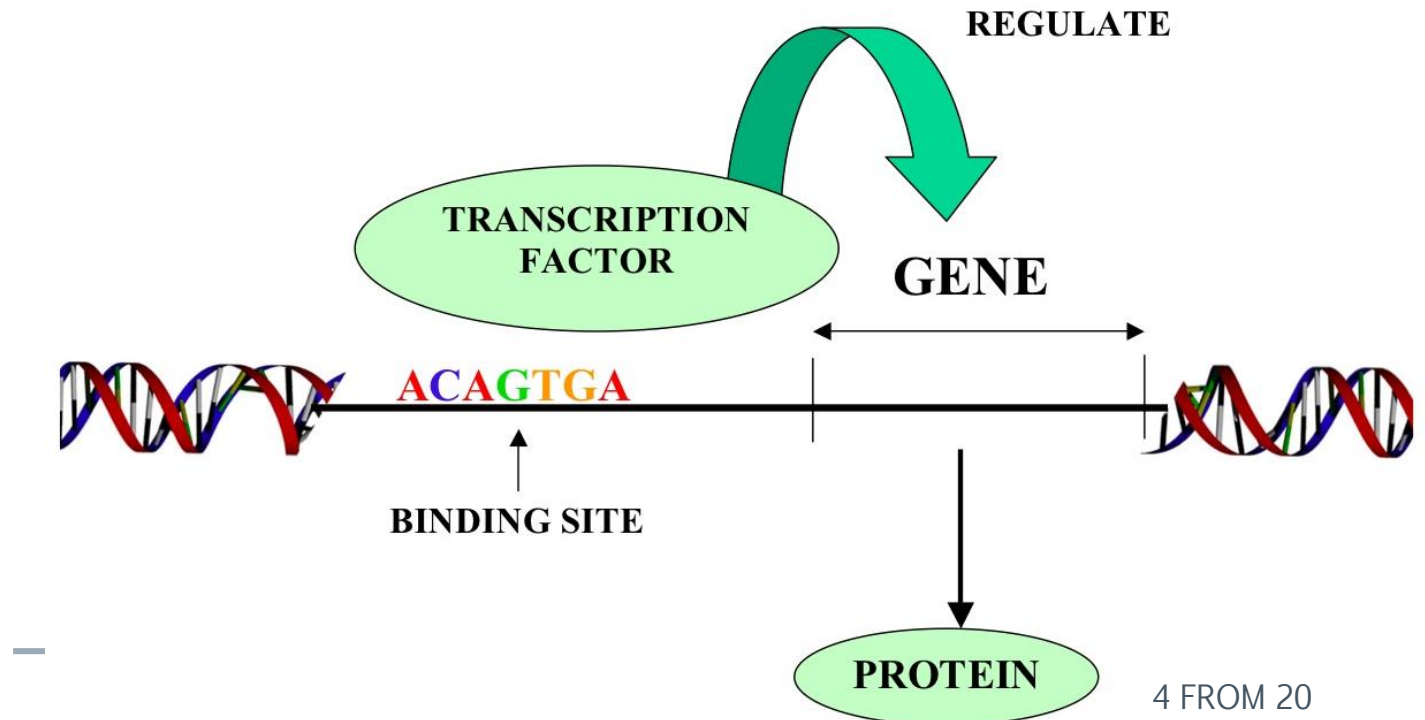 REGULATE
TRANSCRIPTION
FACTOR
GENE
ACAGTGA
BINDING SITE
PROTEIN
4 FROM 20